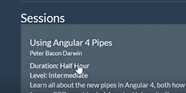 Sessions
Using Angular 4 Pipes
Peter Bacon Darwin
Duration: Half Hour
Level: Intermediate
Learn all about the new pipes in Angular 4, both how